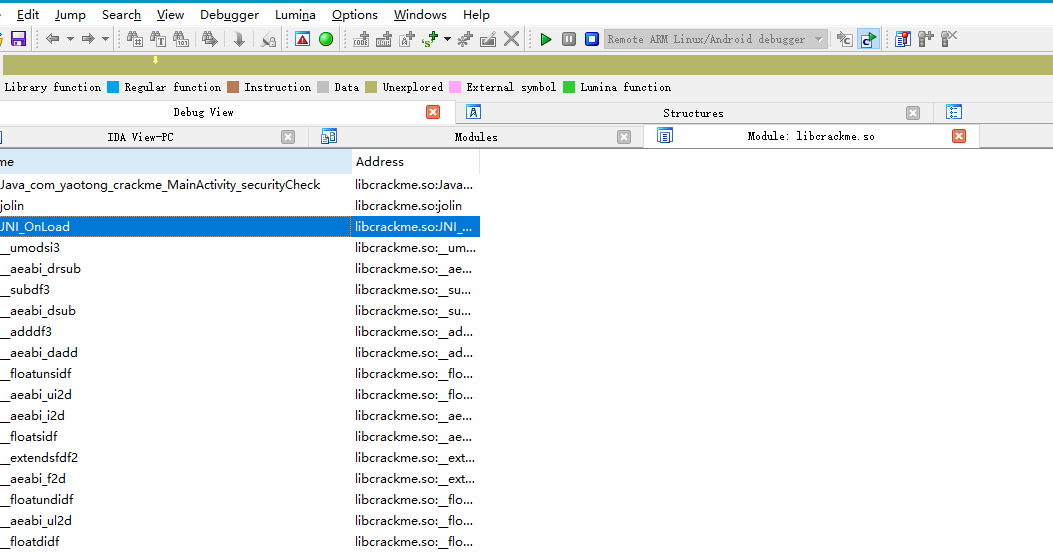 Edit Jump Search View Debugger Lumina Options Windows Help
Remote ARM Linux/Android debugger
Library function Regular function Instruction Data Unexplored External symbol Lumina function
Debug View Structures
IDA View-PC Modules Module: libcrackme.so
me Address
Java_com_yaotong_crackme_MainActivity_securityCheck libcrackme.so:Java...
jolin libcrackme.so:jolin
JNI_OnLoad libcrackme.so:JNI_...
__umodsi3 libcrackme.so:__um...
__aeabi_drsub libcrackme.so:__ae...
__subdf3 libcrackme.so:__su...
__aeabi_dsub libcrackme.so:__su...
__adddf3 libcrackme.so:__ad...
__aeabi_dadd libcrackme.so:__ad...
__floatunsidf libcrackme.so:__flo...
__aeabi_ui2d libcrackme.so:__flo...
__aeabi_i2d libcrackme.so:__ae...
__floatsidf libcrackme.so:__ae...
__extendsfdf2 libcrackme.so:__ext...
__aeabi_f2d libcrackme.so:__ext...
__floatundidf libcrackme.so:__flo...
__aeabi_ul2d libcrackme.so:__flo...
__floatdidf libcrackme.so:__flo...